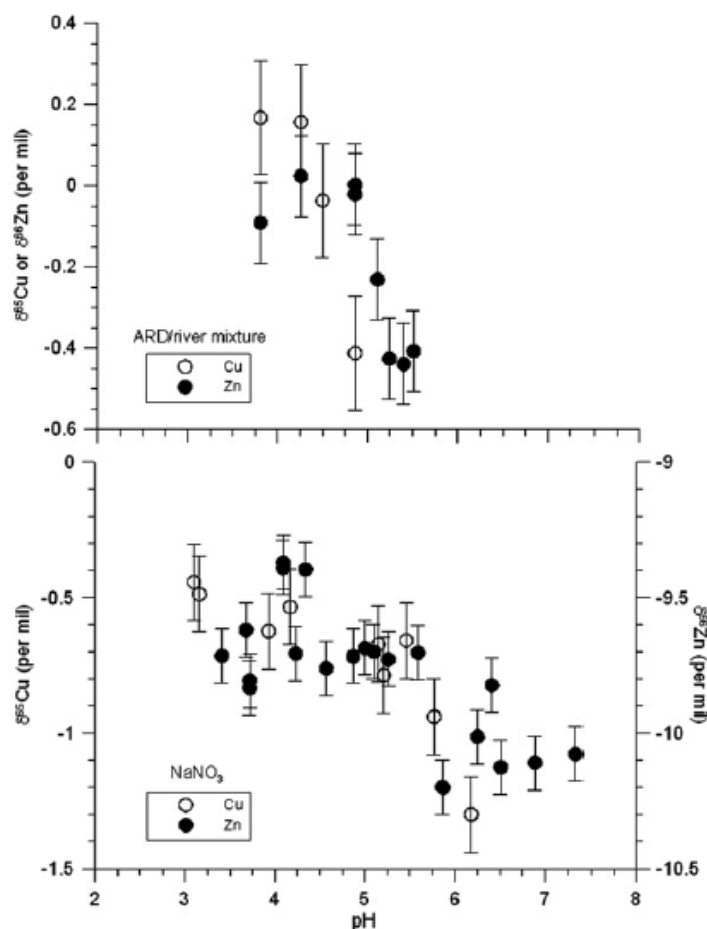 0.4
0.2
0
-0.2
-0.4
-0.6
δ⁶⁵Cu or δ⁶⁶Zn (per mil)
ARD/river mixture
Cu
Zn
0
-0.5
-1
-1.5
δ⁶⁵Cu (per mil)
-9
-9.5
-10
-10.5
δ⁶⁶Zn (per mil)
NaNO₃
Cu
Zn
2 3 4 5 6 7 8
pH